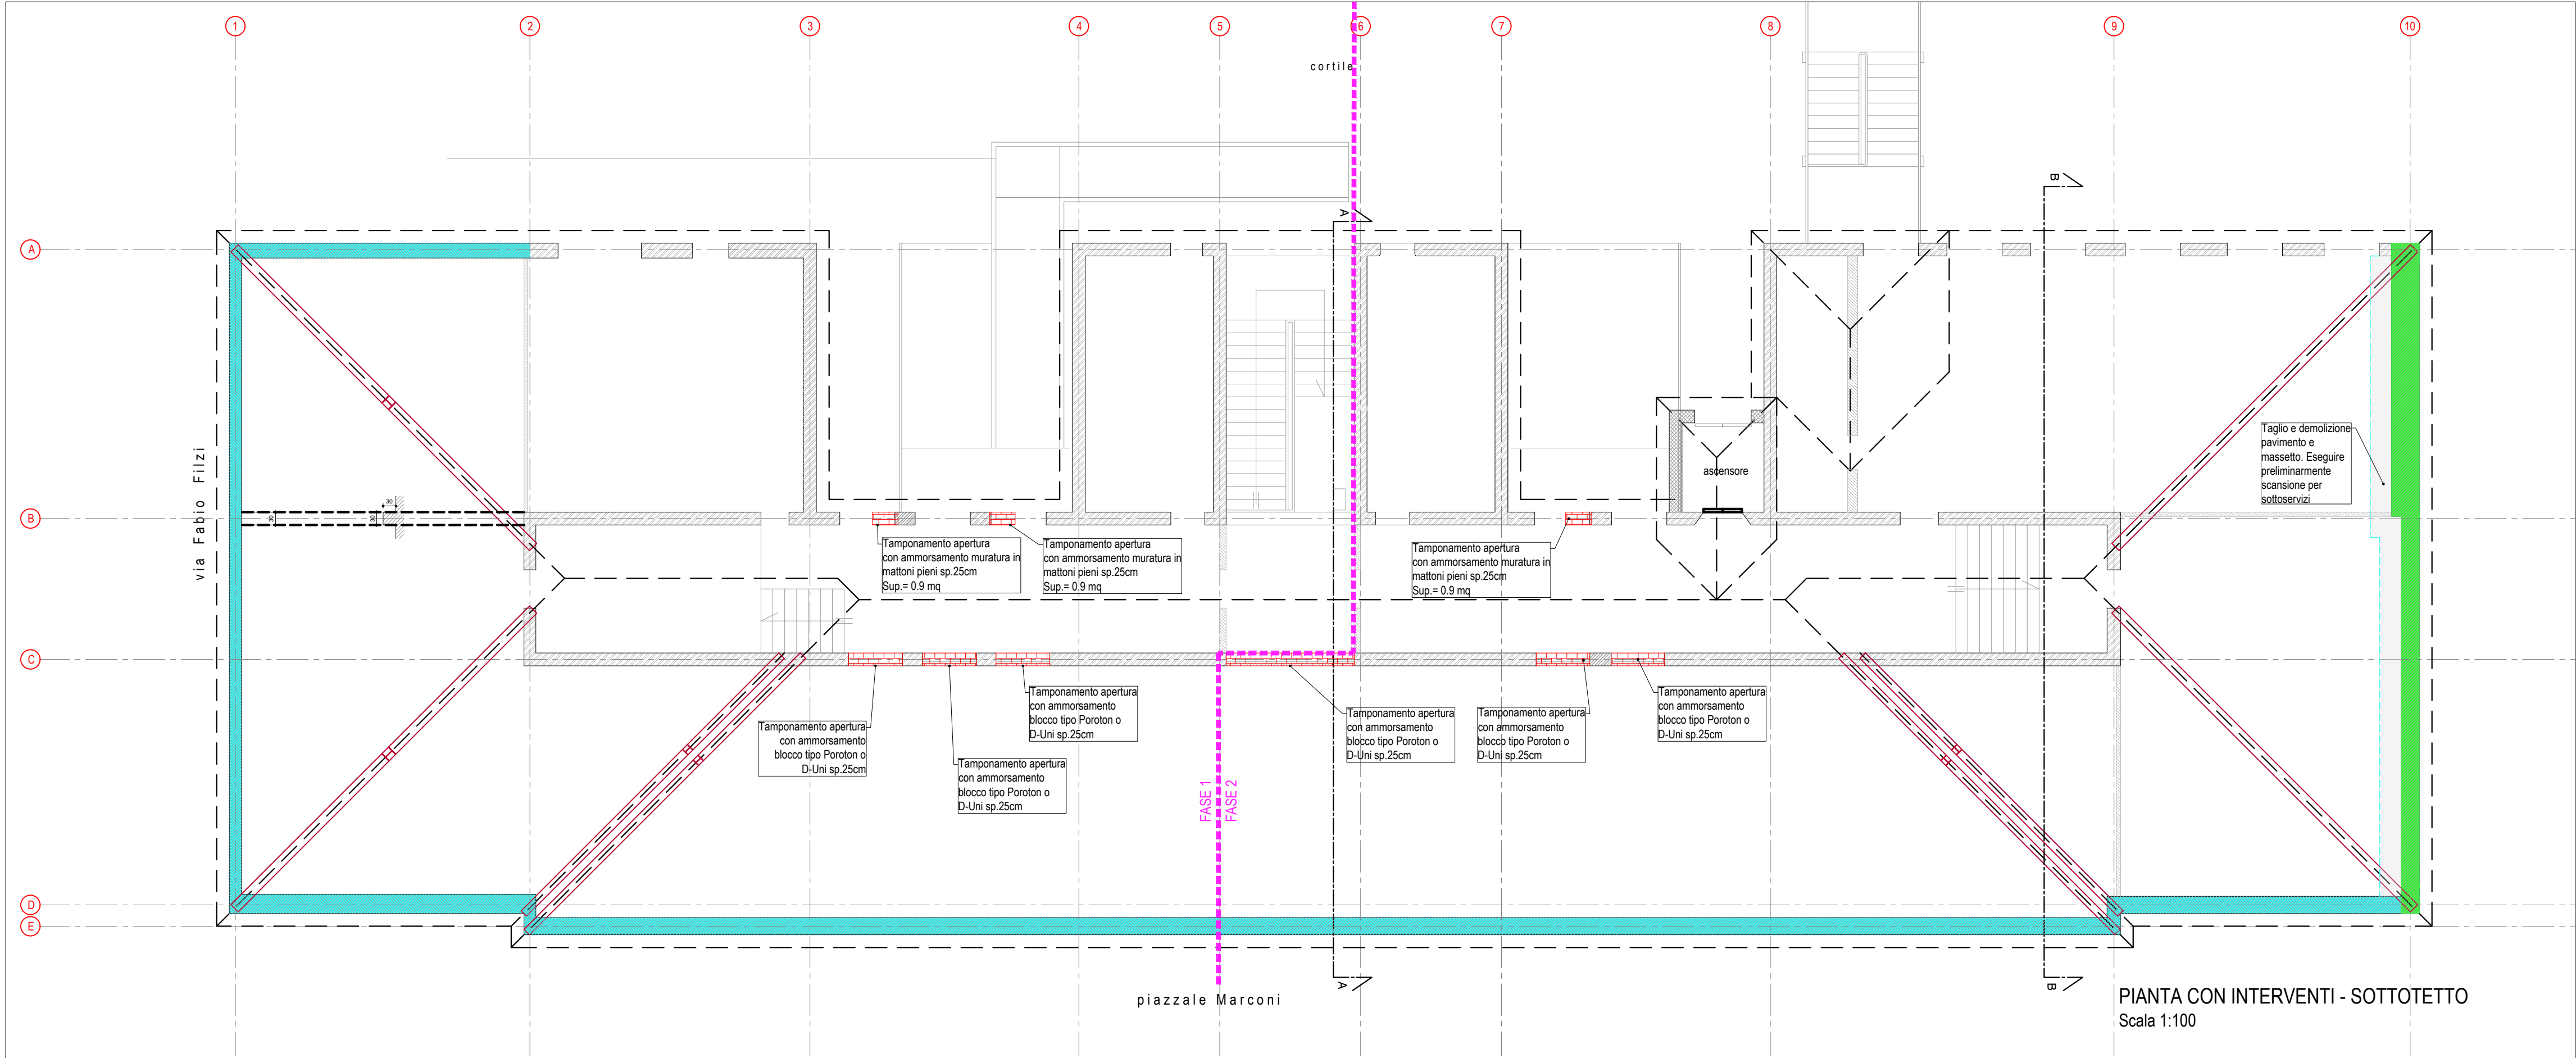 1
2
3
4
5
6
7
8
9
10
cortile
B
A
A
via Fabio Filzi
Taglio e demolizione
pavimento e
massetto. Eseguire
preliminarmente
scansione per
sottoservizi
ascensore
30
30
30
B
Tamponamento apertura
con ammorsamento muratura in
mattoni pieni sp.25cm
Sup.= 0.9 mq
Tamponamento apertura
con ammorsamento muratura in
mattoni pieni sp.25cm
Sup.= 0.9 mq
Tamponamento apertura
con ammorsamento muratura in
mattoni pieni sp.25cm
Sup.= 0.9 mq
C
Tamponamento apertura
con ammorsamento
blocco tipo Poroton o
D-Uni sp.25cm
Tamponamento apertura
con ammorsamento
blocco tipo Poroton o
D-Uni sp.25cm
Tamponamento apertura
con ammorsamento
blocco tipo Poroton o
D-Uni sp.25cm
Tamponamento apertura
con ammorsamento
blocco tipo Poroton o
D-Uni sp.25cm
Tamponamento apertura
con ammorsamento
blocco tipo Poroton o
D-Uni sp.25cm
Tamponamento apertura
con ammorsamento
blocco tipo Poroton o
D-Uni sp.25cm
FASE 1
FASE 2
D
E
A
B
piazzale Marconi
PIANTA CON INTERVENTI - SOTTOTETTO
Scala 1:100